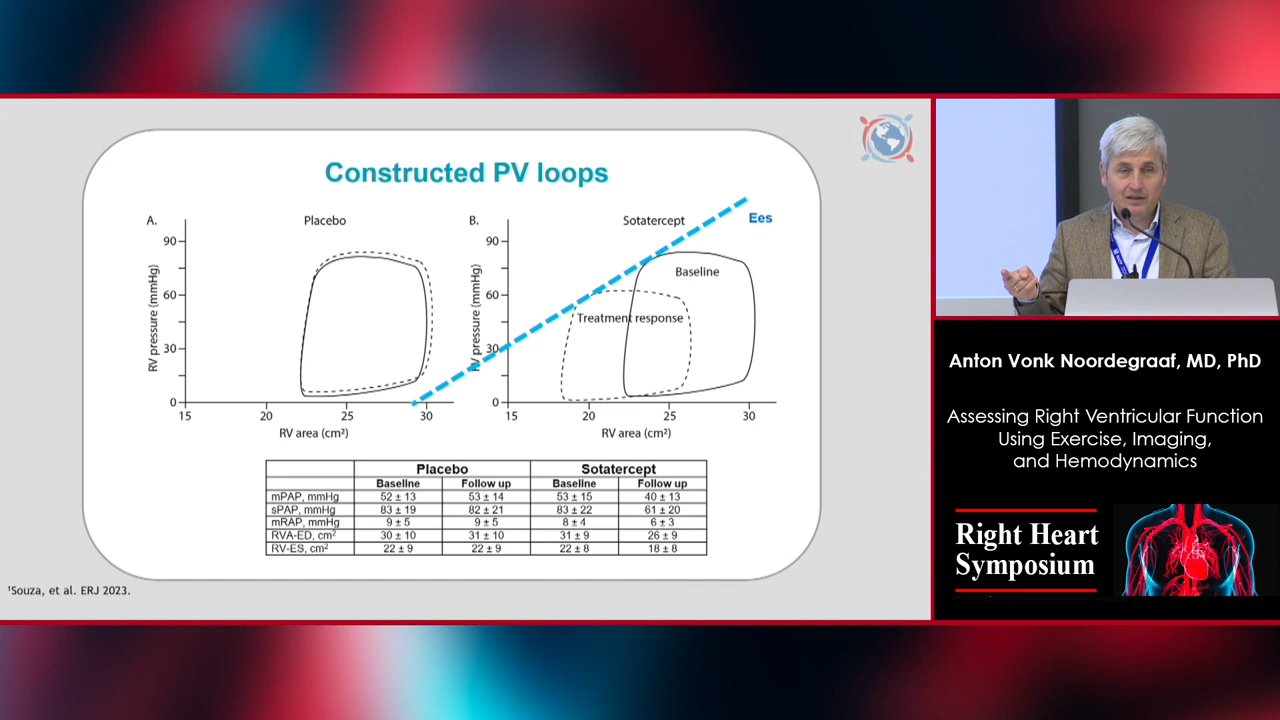 Constructed PV loops
A.
Placebo
90
60
30
0
15
20
25
30
RV pressure (mmHg)
RV area (cm²)
B.
Sotatercept
Ees
90
60
30
0
15
20
25
30
RV pressure (mmHg)
Baseline
Treatment response
RV area (cm²)
Placebo Sotatercept
Baseline Follow up Baseline Follow up
mPAP, mmHg 52 ± 13 53 ± 14 53 ± 15 40 ± 13
sPAP, mmHg 83 ± 19 82 ± 21 83 ± 22 61 ± 20
mRAP, mmHg 9 ± 5 9 ± 5 8 ± 4 6 ± 3
RVA-ED, cm² 30 ± 10 31 ± 10 31 ± 9 26 ± 9
RV-ES, cm² 22 ± 9 22 ± 9 22 ± 8 18 ± 8
¹Souza, et al. ERJ 2023.
Anton Vonk Noordegraaf, MD, PhD
Assessing Right Ventricular Function
Using Exercise, Imaging,
and Hemodynamics
Right Heart
Symposium